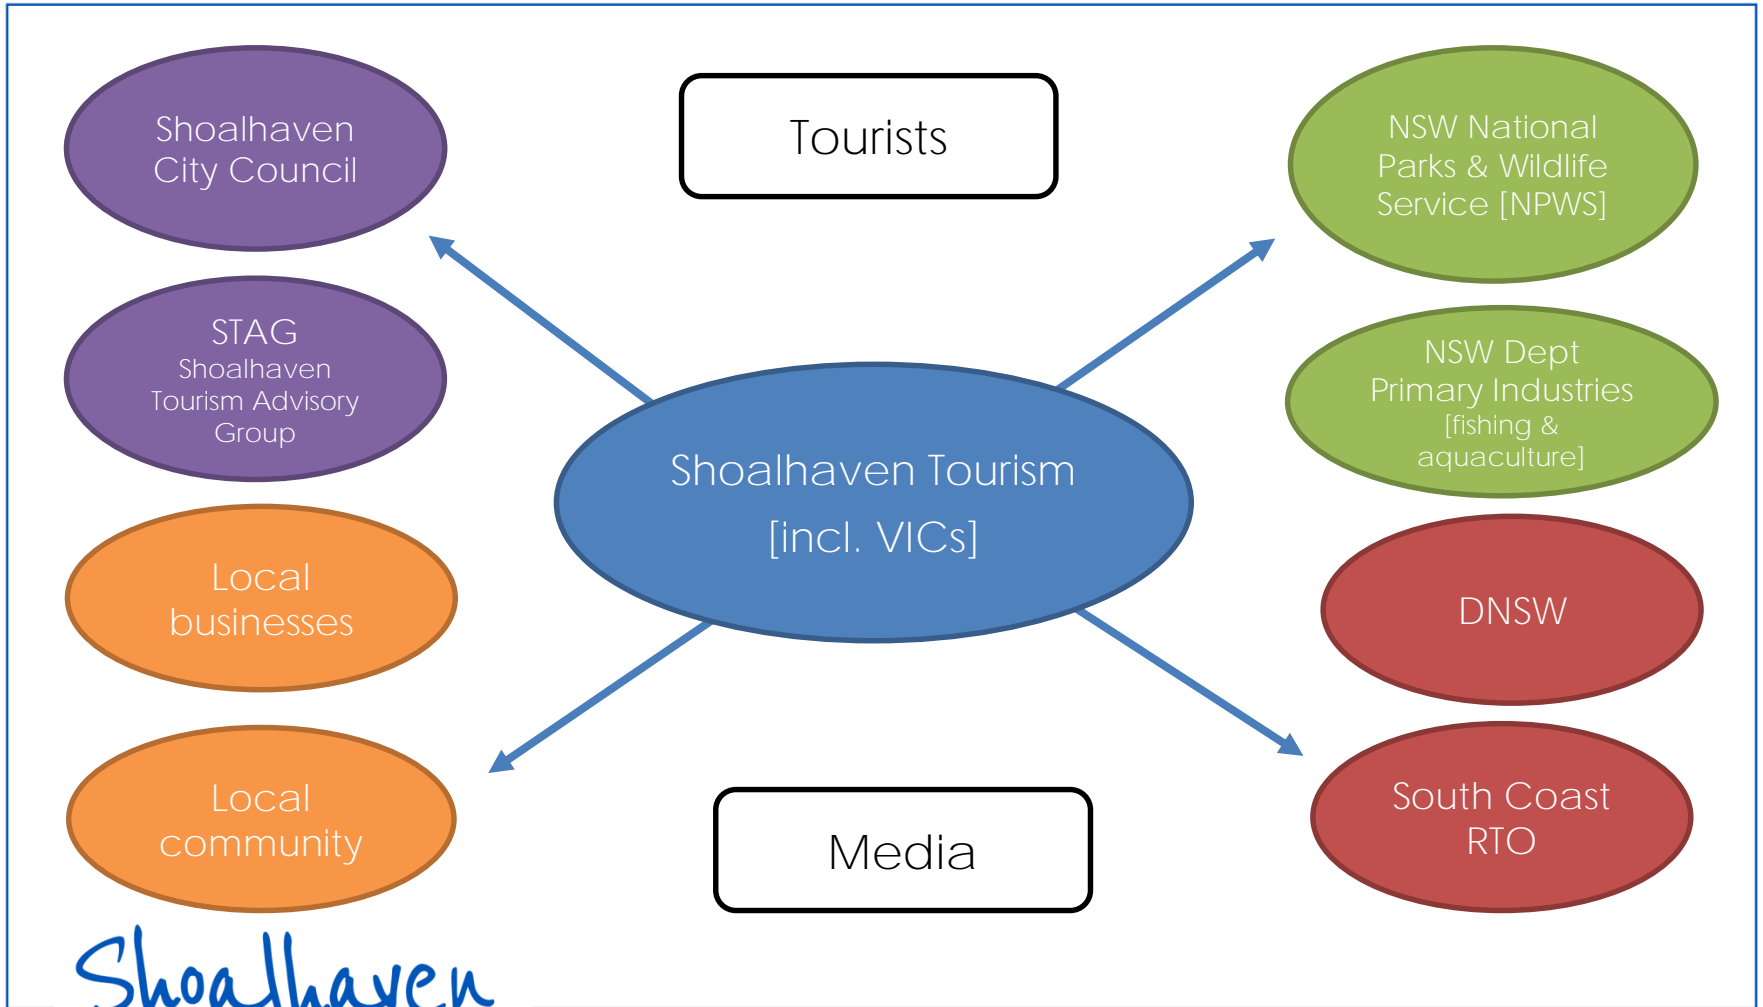 Shoalhaven
City Council
STAG
Shoalhaven
Tourism Advisory
Group
Local
businesses
Local
community
Tourists
Shoalhaven Tourism
[incl. VICs]
Media
NSW National
Parks & Wildlife
Service [NPWS]
NSW Dept
Primary Industries
[fishing &
aquaculture]
DNSW
South Coast
RTO
Shoalhaven